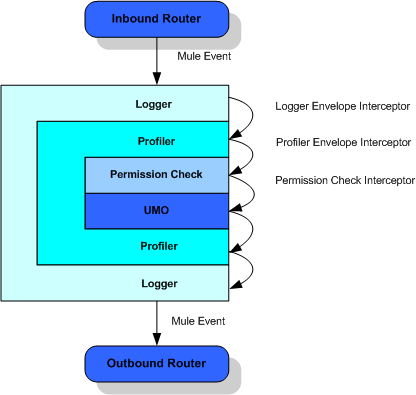 Inbound Router
Mule Event
Logger
Logger Envelope Interceptor
Profiler
Profiler Envelope Interceptor
Permission Check
Permission Check Interceptor
UMO
Profiler
Logger
Mule Event
Outbound Router